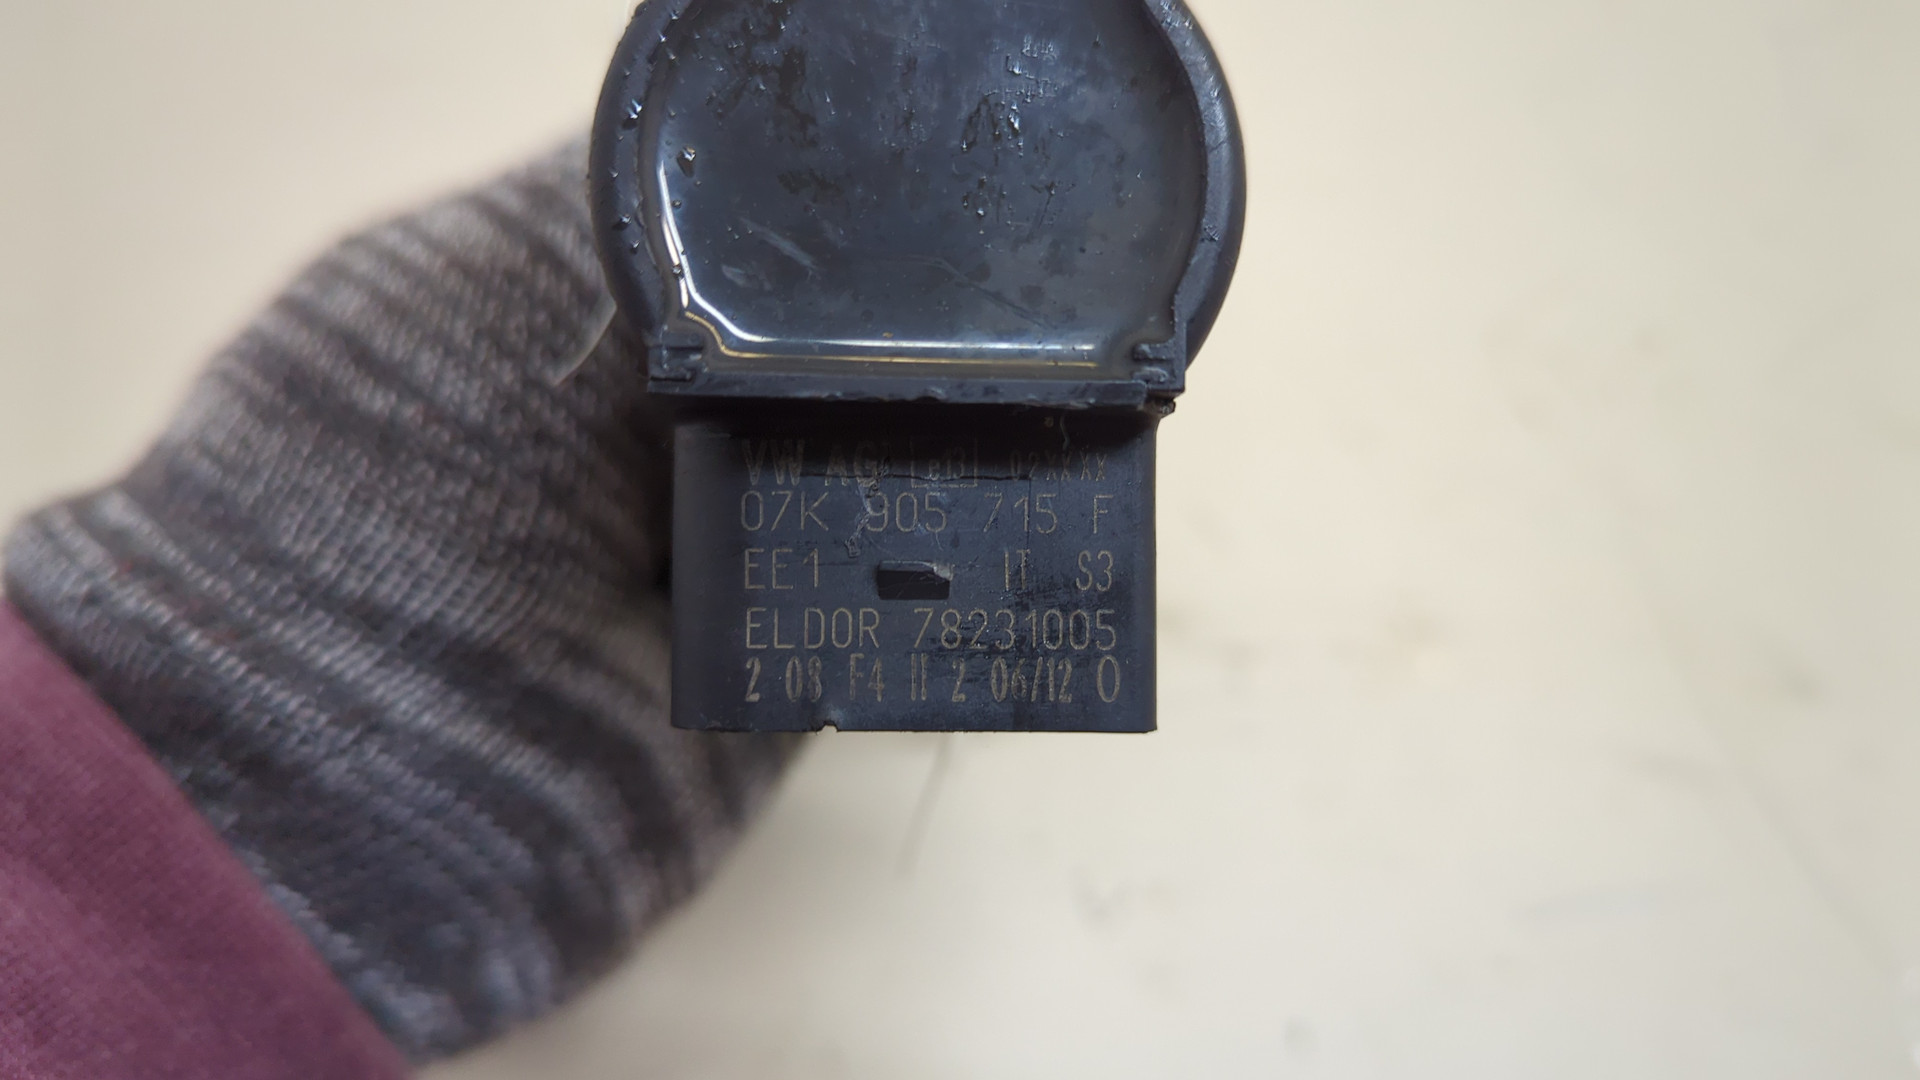 VW AG e13 02XXXX
07K 905 715 F
EE1 IT S3
ELDOR 78231005
2 08 F4 II 2 06/12 0